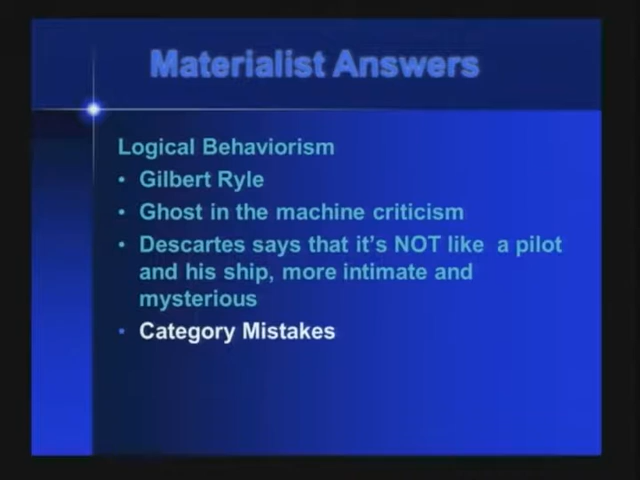 Materialist Answers
Logical Behaviorism
• Gilbert Ryle
• Ghost in the machine criticism
• Descartes says that it's NOT like a pilot
and his ship, more intimate and
mysterious
• Category Mistakes